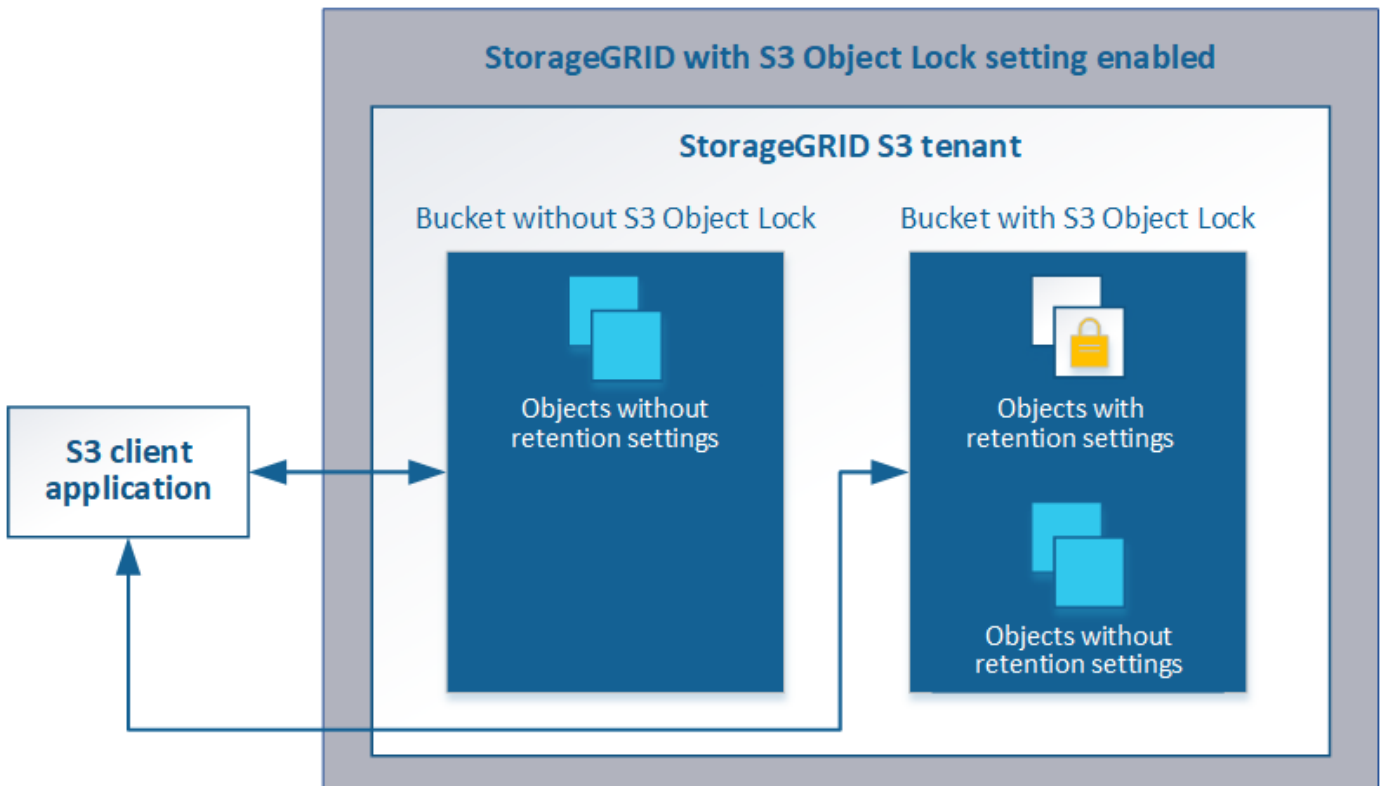 StorageGRID with S3 Object Lock setting enabled
StorageGRID S3 tenant
Bucket without S3 Object Lock
Bucket with S3 Object Lock
Objects without
retention settings
Objects with
retention settings
S3 client
application
Objects without
retention settings